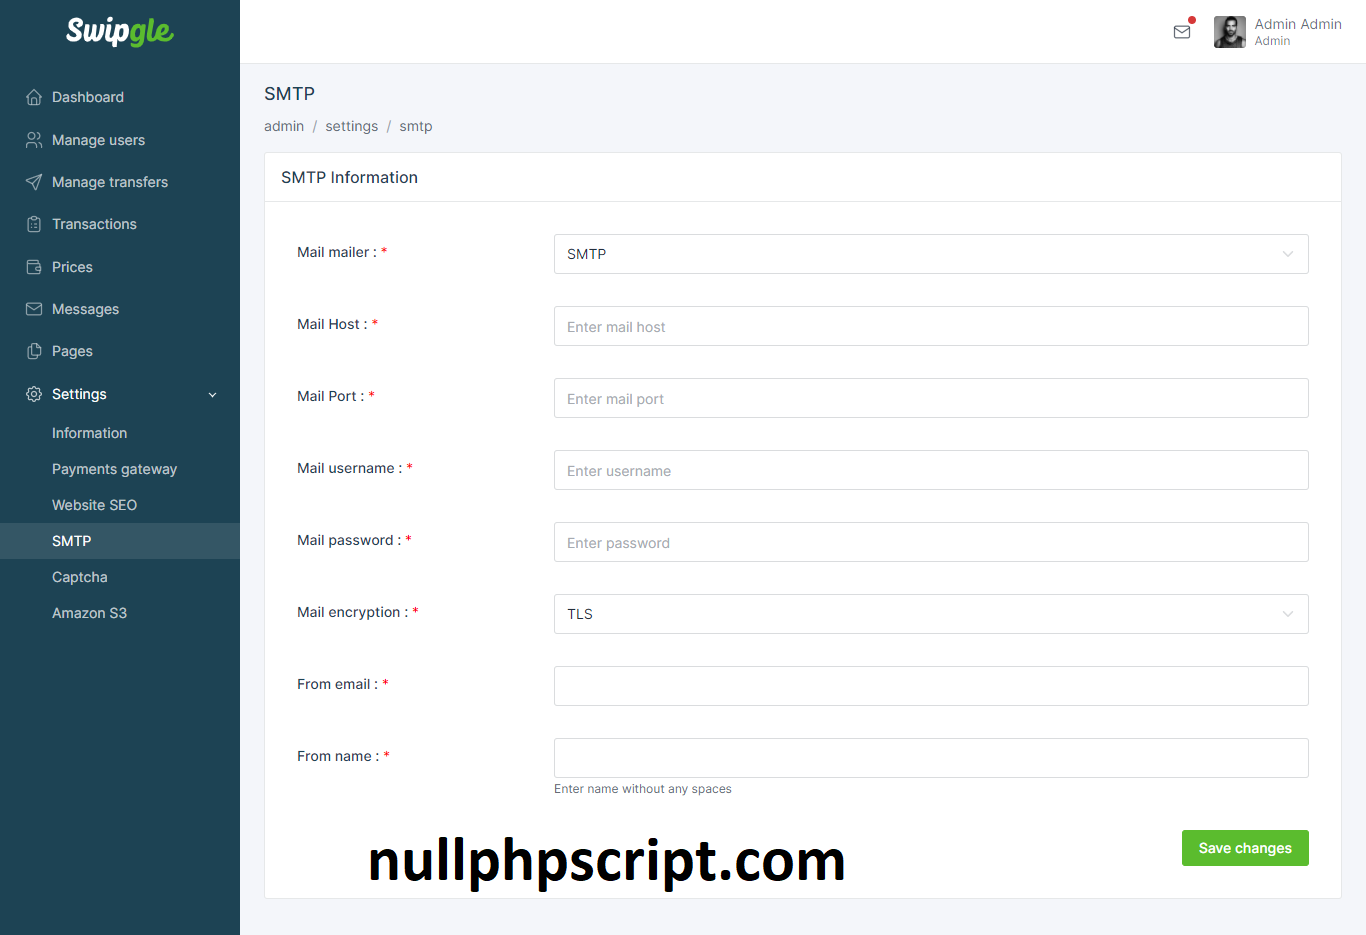 Swipgle
Admin Admin
Admin
Dashboard
Manage users
Manage transfers
Transactions
Prices
Messages
Pages
Settings
Information
Payments gateway
Website SEO
SMTP
Captcha
Amazon S3
SMTP
admin / settings / smtp
SMTP Information
Mail mailer : * SMTP
Mail Host : * Enter mail host
Mail Port : * Enter mail port
Mail username : * Enter username
Mail password : * Enter password
Mail encryption : * TLS
From email : *
From name : *
Enter name without any spaces
nullphpscript.com
Save changes